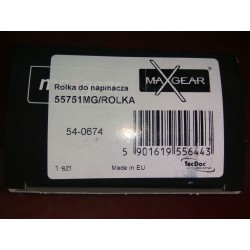 Rolka do napinacza
55751MG/ROLKA
MAXGEAR
54-0674
5 901619 556443
1 szt
Made in EU
TecDoc